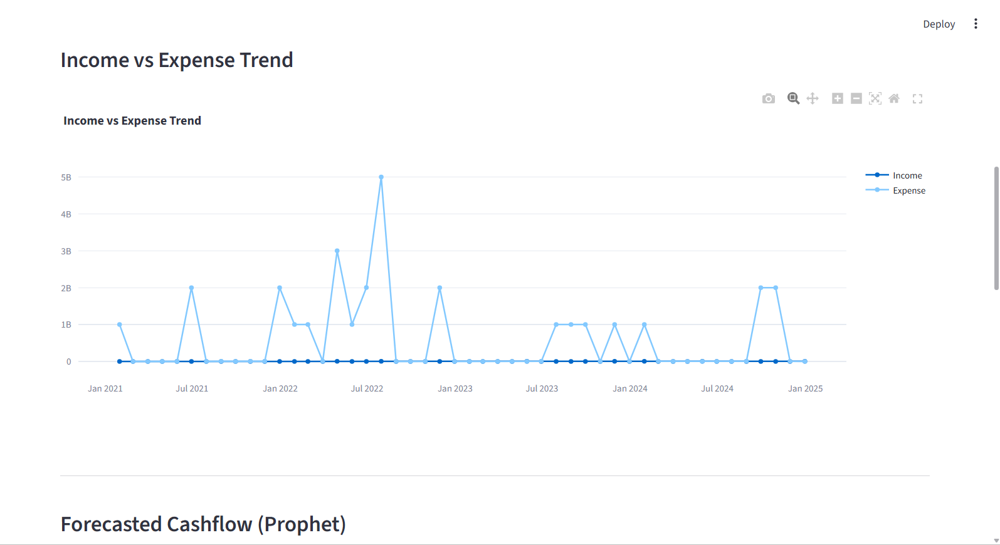 Deploy
Income vs Expense Trend
Income vs Expense Trend
5B
4B
3B
2B
1B
0
Jan 2021 Jul 2021 Jan 2022 Jul 2022 Jan 2023 Jul 2023 Jan 2024 Jul 2024 Jan 2025
Income
Expense
Forecasted Cashflow (Prophet)